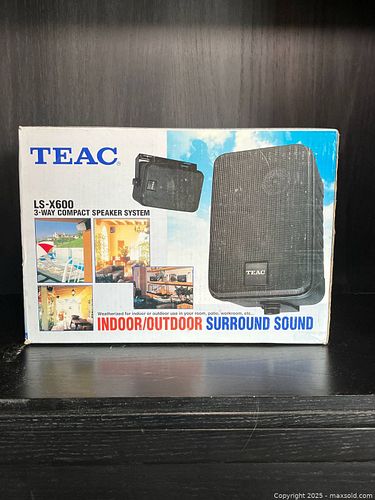 TEAC®
LS-X600
3-WAY COMPACT SPEAKER SYSTEM
TEAC
Weatherized for indoor or outdoor use in your room, patio, workroom, etc...
INDOOR/OUTDOOR SURROUND SOUND
Copyright 2025 - maxsold.com